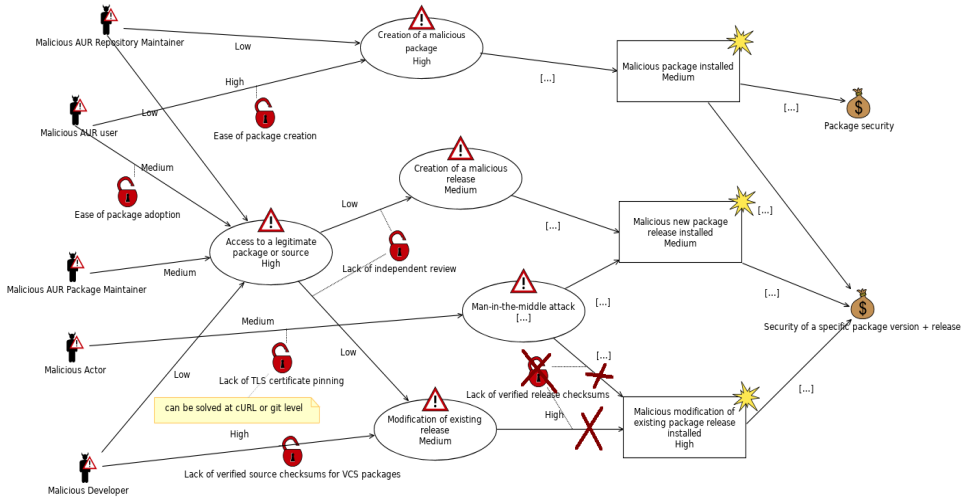 Malicious AUR Repository Maintainer
Low
Creation of a malicious
package
High
[...]
Malicious package installed
Medium
[...]
Package security
High
Malicious AUR user
Low
Ease of package creation
Medium
Ease of package adoption
Creation of a malicious
release
Medium
Low
[...]
Malicious new package
release installed
Medium
[...]
Access to a legitimate
package or source
High
Lack of independent review
Malicious AUR Package Maintainer
Medium
Man-in-the-middle attack
[...]
[...]
[...]
Security of a specific package version + release
Medium
Malicious Actor
Low
Lack of TLS certificate pinning
can be solved at cURL or git level
Low
[...]
Lack of verified release checksums
High
[...]
Modification of existing
release
Medium
Malicious modification of
existing package release
installed
High
High
Lack of verified source checksums for VCS packages
Malicious Developer